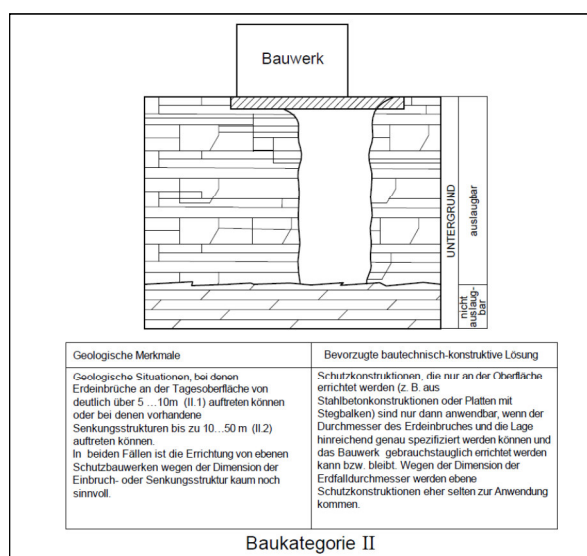 Bauwerk
UNTERGRUND
auslaugbar
nicht
auslaug-
bar
Geologische Merkmale
Geologische Situationen, bei denen
Erdeinbrüche an der Tagesoberfläche von
deutlich über 5 …10m (II.1) auftreten können
oder bei denen vorhandene
Senkungsstrukturen bis zu 10…50 m (II.2)
auftreten können.
In beiden Fällen ist die Errichtung von ebenen
Schutzbauwerken wegen der Dimension der
Einbruch- oder Senkungsstruktur kaum noch
sinnvoll.
Bevorzugte bautechnisch-konstruktive Lösung
Schutzkonstruktionen, die nur an der Oberfläche
errichtet werden (z. B. aus
Stahlbetonkonstruktionen oder Platten mit
Stegbalken) sind nur dann anwendbar, wenn der
Durchmesser des Erdeinbruches und die Lage
hinreichend genau spezifiziert werden können und
das Bauwerk gebrauchstauglich errichtet werden
kann bzw. bleibt. Wegen der Dimension der
Erdfalldurchmesser werden ebene
Schutzkonstruktionen eher selten zur Anwendung
kommen.
Baukategorie II